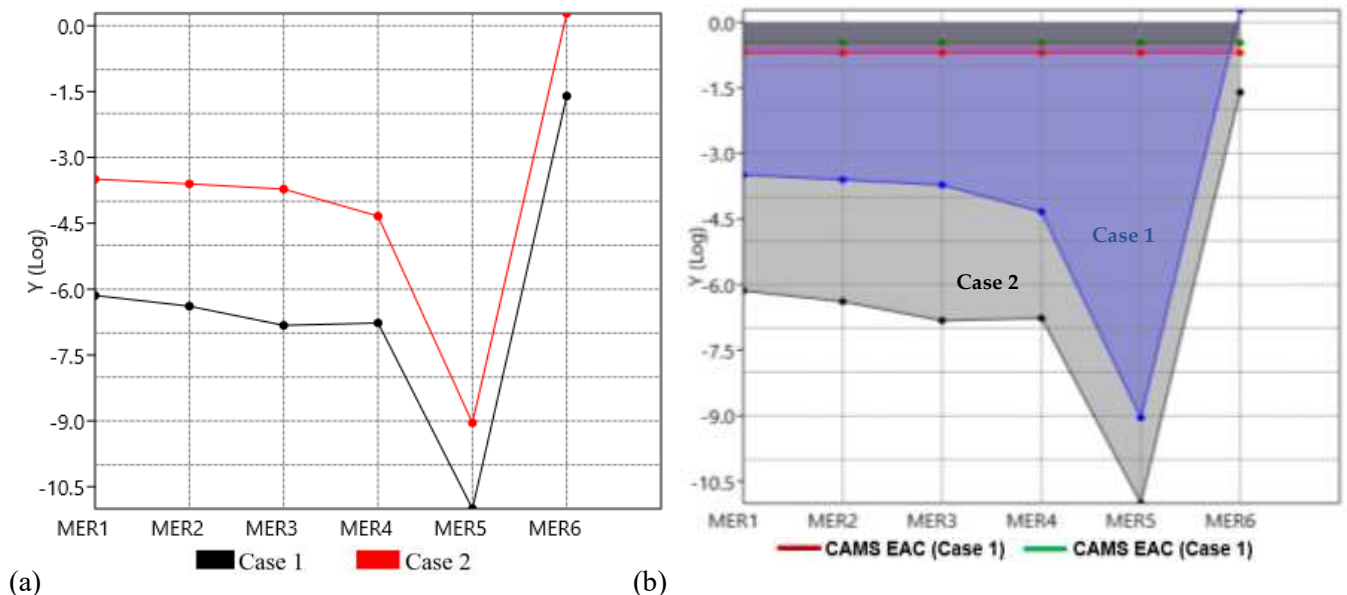 0.0
-1.5
-3.0
-4.5
-6.0
-7.5
-9.0
-10.5
Y (Log)
MER1 MER2 MER3 MER4 MER5 MER6
Case 1 Case 2
(a)
0.0
-1.5
-3.0
-4.5
-6.0
-7.5
-9.0
-10.5
Y (Log)
Case 1
Case 2
MER1 MER2 MER3 MER4 MER5 MER6
CAMS EAC (Case 1) CAMS EAC (Case 1)
(b)